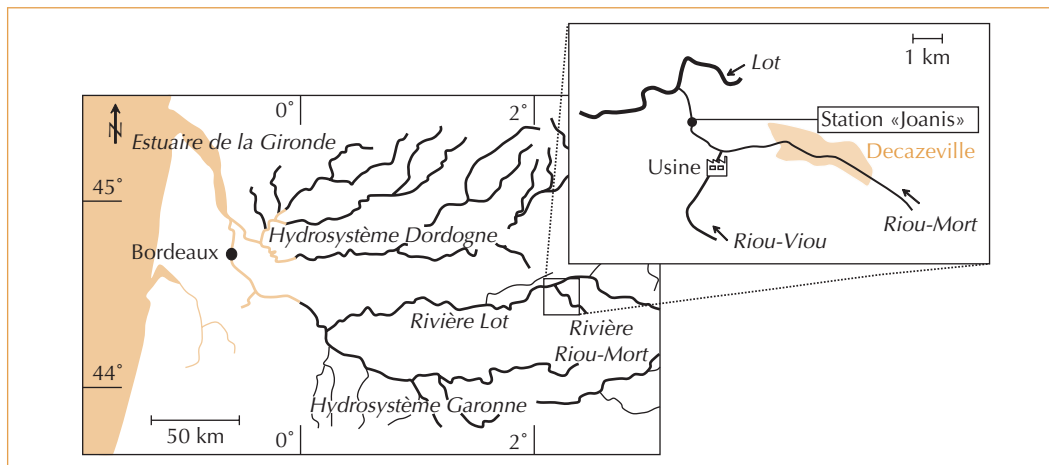 1 km
Lot
Station «Joanis»
Decazeville
Usine
Riou-Mort
Riou-Viou
0°
2°
N
Estuaire de la Gironde
45°
Hydrosystème Dordogne
Bordeaux
Rivière Lot
Rivière
Riou-Mort
44°
Hydrosystème Garonne
50 km
0°
2°